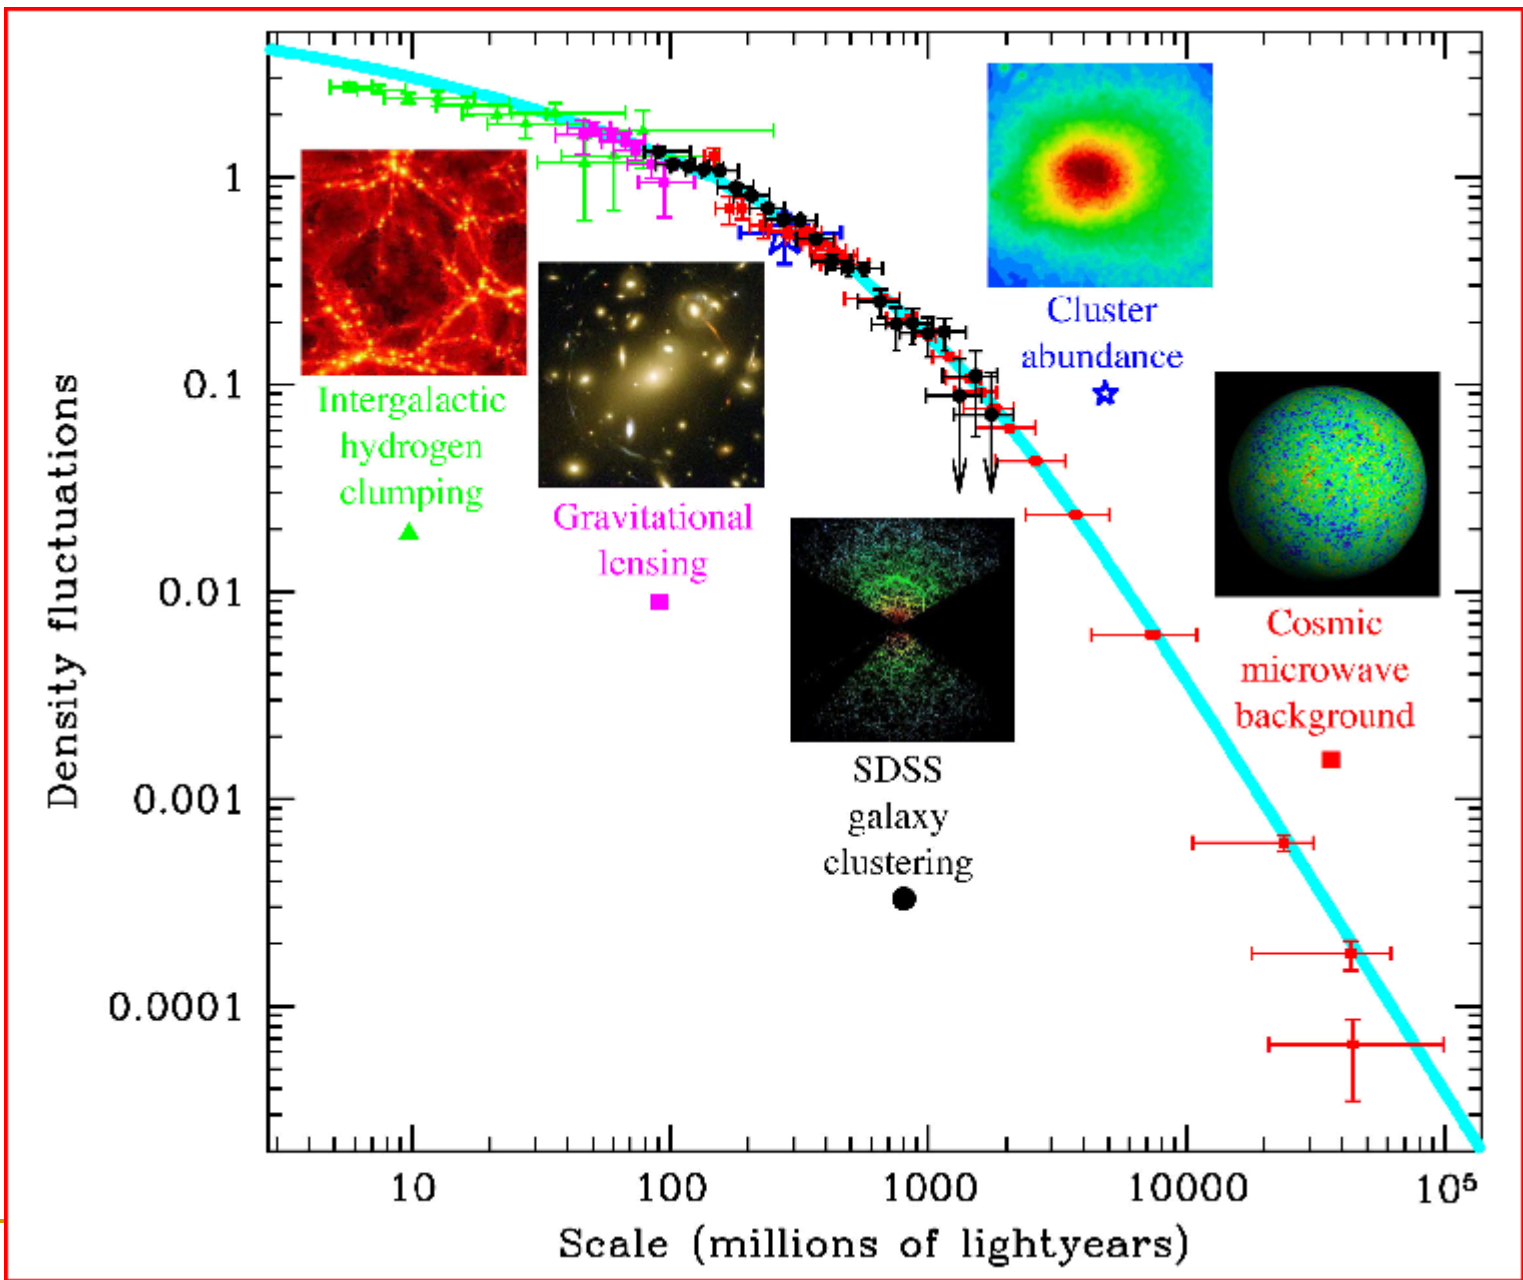 1
0.1
0.01
0.001
0.0001
Density fluctuations
Intergalactic
hydrogen
clumping
Gravitational
lensing
SDSS
galaxy
clustering
Cluster
abundance
Cosmic
microwave
background
10
100
1000
10000
10⁵
Scale (millions of lightyears)